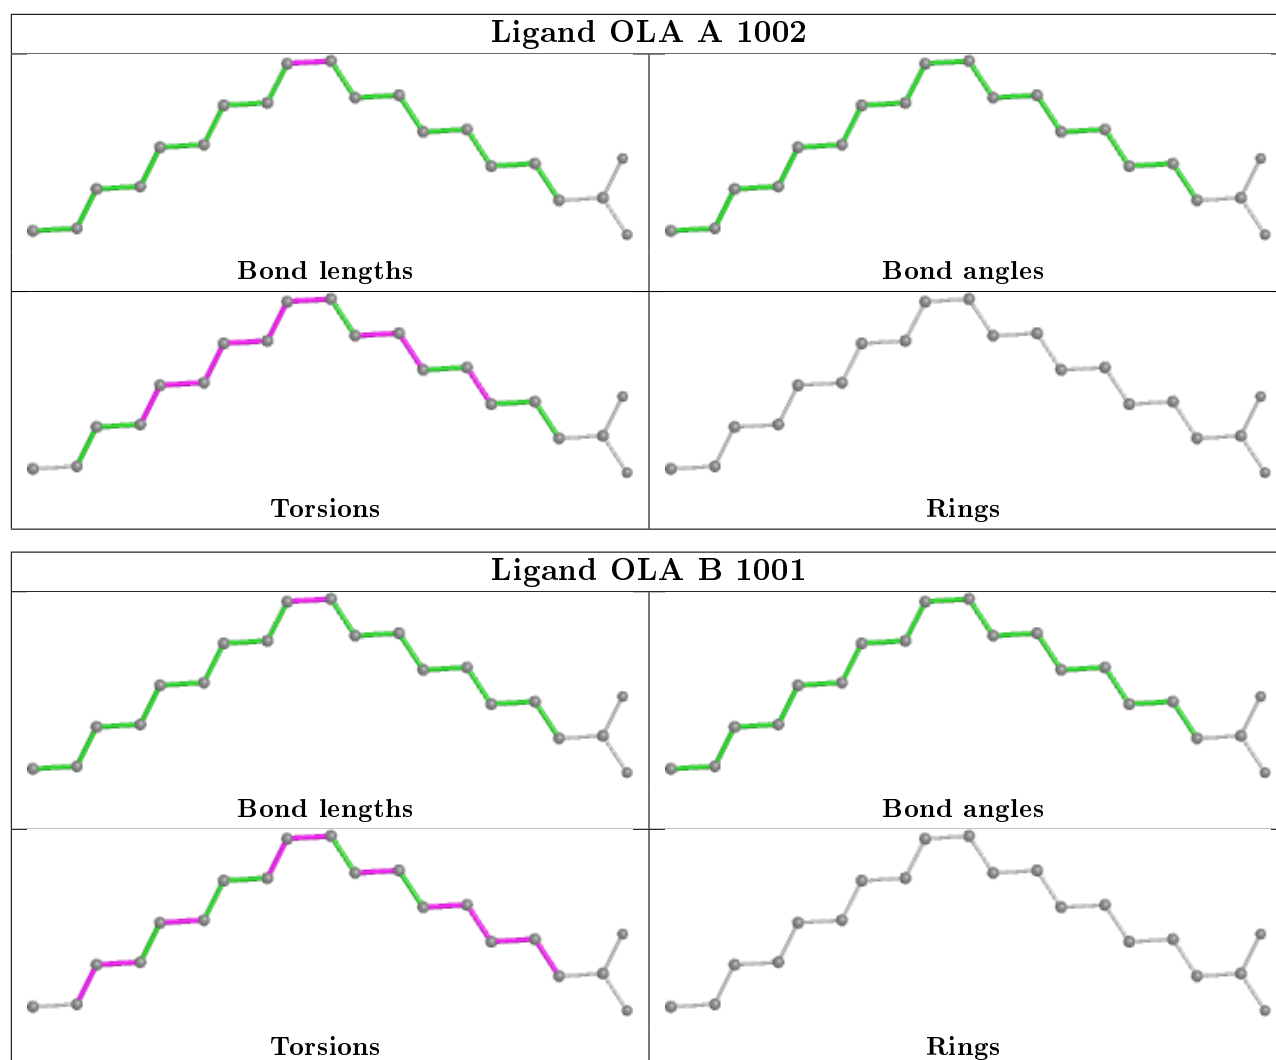 Ligand OLA A 1002
Bond lengths
Bond angles
Torsions
Rings
Ligand OLA B 1001
Bond lengths
Bond angles
Torsions
Rings